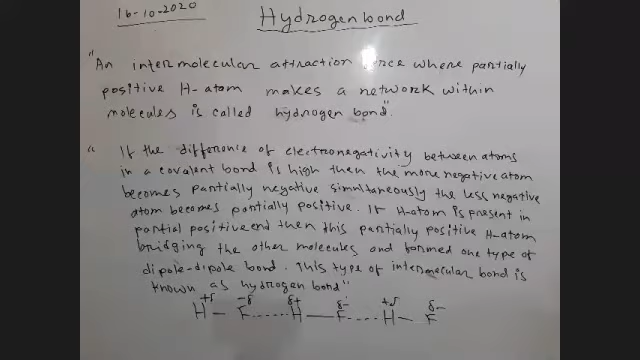 16-10-2020
Hydrogen bond
"An intermolecular attraction force where partially
positive H-atom makes a network within
molecules is called hydrogen bond"
" If the difference of electronegativity between atoms
in a covalent bond is high then the more negative atom
becomes partially negative simultaneously the less negative
atom becomes partially positive. If H-atom is present in
partial positive end then this partially positive H-atom
bridging the other molecules and formed one type of
dipole-dipole bond. This type of intermolecular bond is
known as hydrogen bond"
+δ -δ δ+ δ- +δ δ-
H — F ...... H — F .... H — F